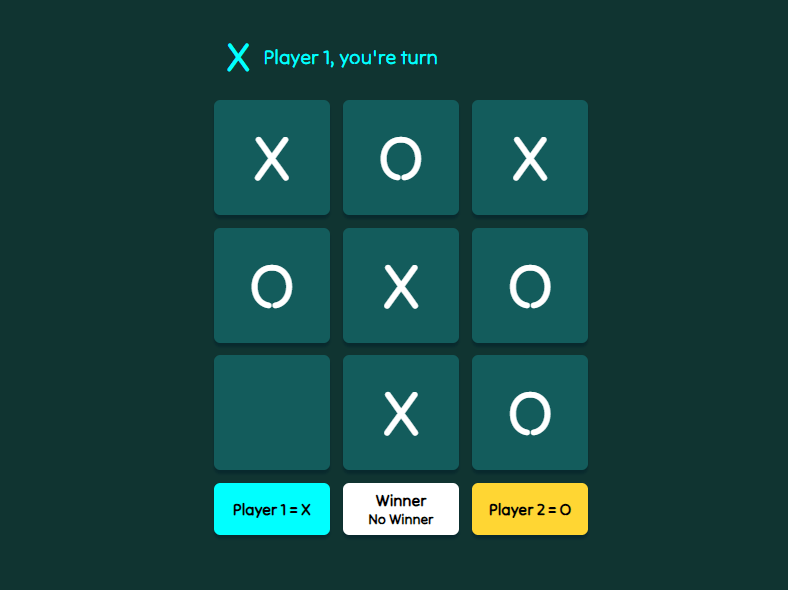 X Player 1, you're turn
X O X
O X O
X O
Player 1 = X
Winner
No Winner
Player 2 = O